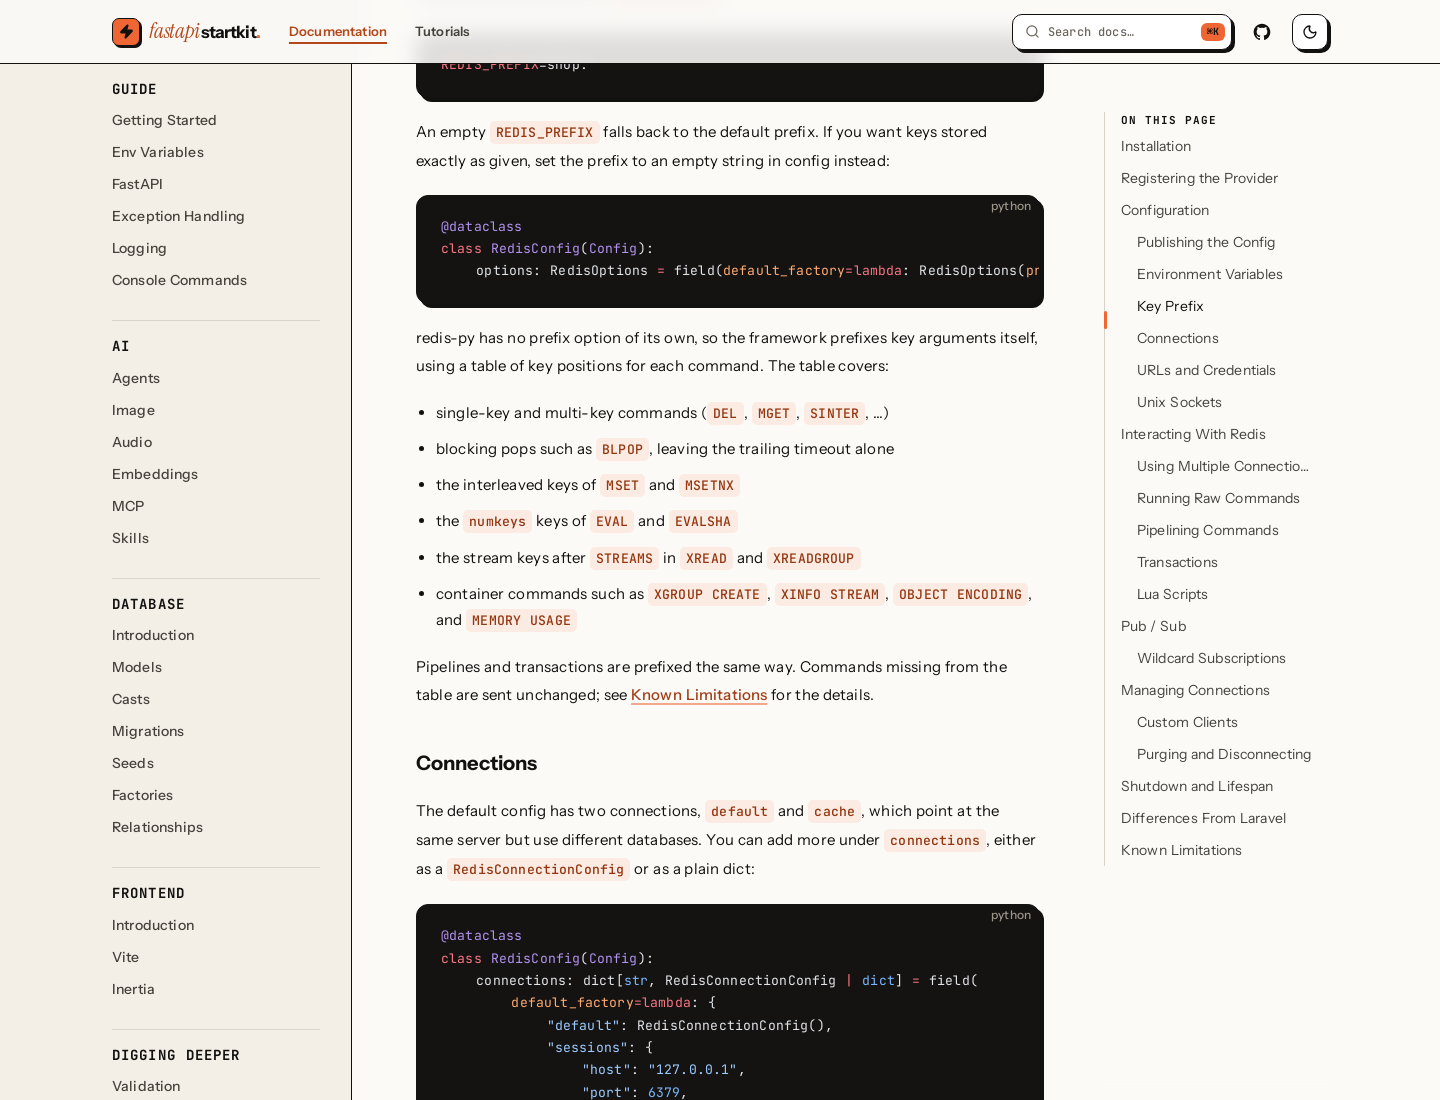 fastapi startkit.
Documentation
Tutorials
Search docs…
⌘K
GUIDE
Getting Started
Env Variables
FastAPI
Exception Handling
Logging
Console Commands
AI
Agents
Image
Audio
Embeddings
MCP
Skills
DATABASE
Introduction
Models
Casts
Migrations
Seeds
Factories
Relationships
FRONTEND
Introduction
Vite
Inertia
DIGGING DEEPER
Validation
REDIS_PREFIX=shop:
An empty REDIS_PREFIX falls back to the default prefix. If you want keys stored
exactly as given, set the prefix to an empty string in config instead:
python
@dataclass
class RedisConfig(Config):
options: RedisOptions = field(default_factory=lambda: RedisOptions(pr
redis-py has no prefix option of its own, so the framework prefixes key arguments itself,
using a table of key positions for each command. The table covers:
• single-key and multi-key commands (DEL, MGET, SINTER, …)
• blocking pops such as BLPOP, leaving the trailing timeout alone
• the interleaved keys of MSET and MSETNX
• the numkeys keys of EVAL and EVALSHA
• the stream keys after STREAMS in XREAD and XREADGROUP
• container commands such as XGROUP CREATE, XINFO STREAM, OBJECT ENCODING,
and MEMORY USAGE
Pipelines and transactions are prefixed the same way. Commands missing from the
table are sent unchanged; see Known Limitations for the details.
Connections
The default config has two connections, default and cache, which point at the
same server but use different databases. You can add more under connections, either
as a RedisConnectionConfig or as a plain dict:
python
@dataclass
class RedisConfig(Config):
connections: dict[str, RedisConnectionConfig | dict] = field(
default_factory=lambda: {
"default": RedisConnectionConfig(),
"sessions": {
"host": "127.0.0.1",
"port": 6379,
ON THIS PAGE
Installation
Registering the Provider
Configuration
Publishing the Config
Environment Variables
Key Prefix
Connections
URLs and Credentials
Unix Sockets
Interacting With Redis
Using Multiple Connectio…
Running Raw Commands
Pipelining Commands
Transactions
Lua Scripts
Pub / Sub
Wildcard Subscriptions
Managing Connections
Custom Clients
Purging and Disconnecting
Shutdown and Lifespan
Differences From Laravel
Known Limitations